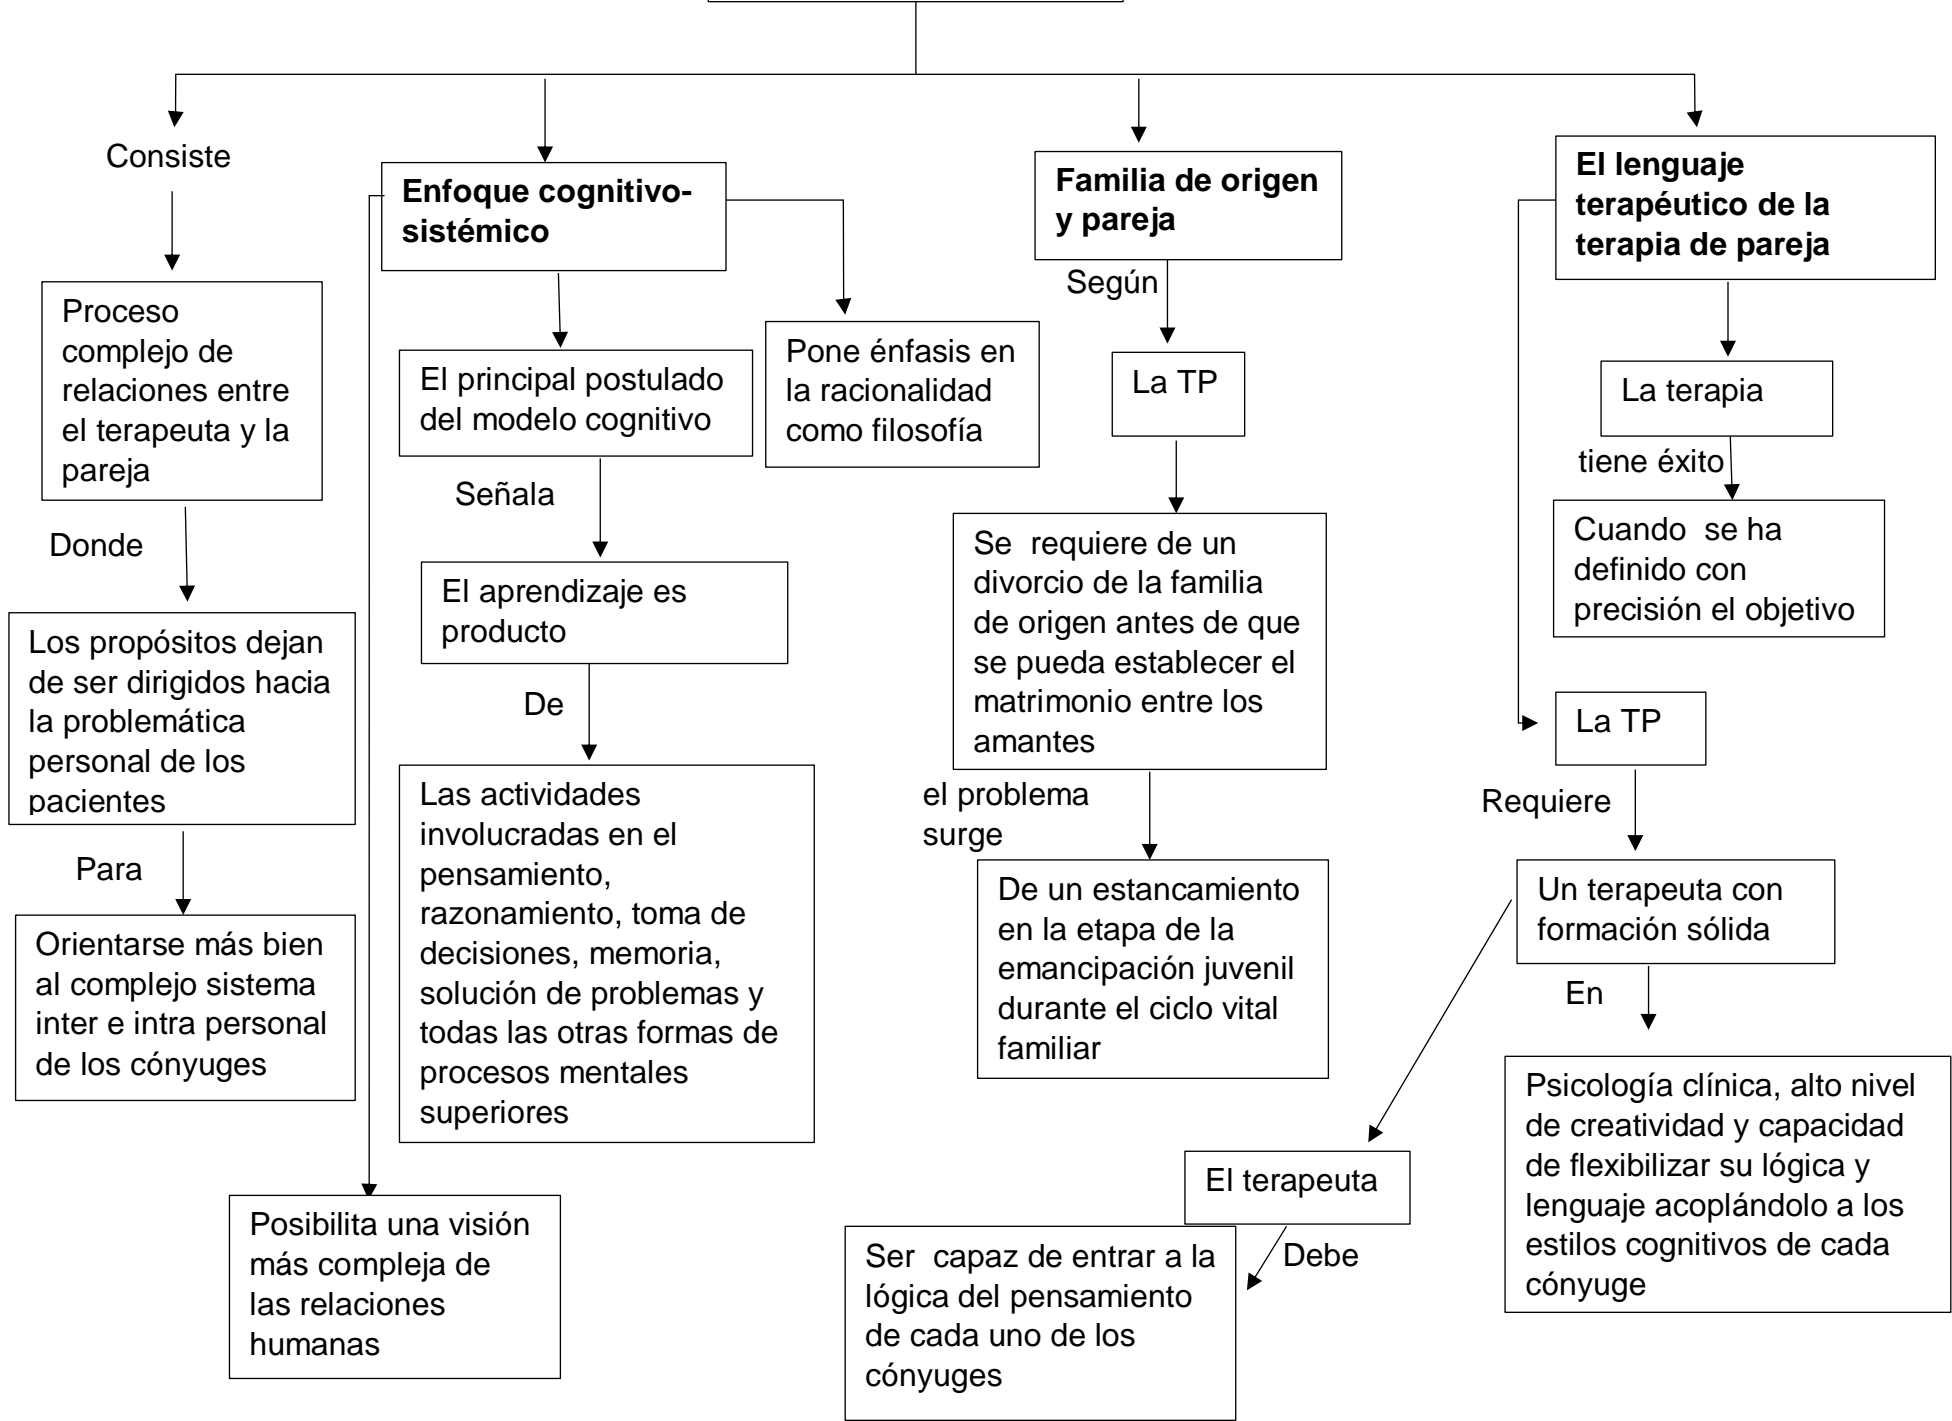 Consiste
Proceso
complejo de
relaciones entre
el terapeuta y la
pareja
Donde
Los propósitos dejan
de ser dirigidos hacia
la problemática
personal de los
pacientes
Para
Orientarse más bien
al complejo sistema
inter e intra personal
de los cónyuges
Enfoque cognitivo-
sistémico
El principal postulado
del modelo cognitivo
Señala
El aprendizaje es
producto
De
Las actividades
involucradas en el
pensamiento,
razonamiento, toma de
decisiones, memoria,
solución de problemas y
todas las otras formas de
procesos mentales
superiores
Pone énfasis en
la racionalidad
como filosofía
Posibilita una visión
más compleja de
las relaciones
humanas
Familia de origen
y pareja
Según
La TP
Se  requiere de un
divorcio de la familia
de origen antes de que
se pueda establecer el
matrimonio entre los
amantes
el problema
surge
De un estancamiento
en la etapa de la
emancipación juvenil
durante el ciclo vital
familiar
El lenguaje
terapéutico de la
terapia de pareja
La terapia
tiene éxito
Cuando  se ha
definido con
precisión el objetivo
La TP
Requiere
Un terapeuta con
formación sólida
En
Psicología clínica, alto nivel
de creatividad y capacidad
de flexibilizar su lógica y
lenguaje acoplándolo a los
estilos cognitivos de cada
cónyuge
El terapeuta
Debe
Ser  capaz de entrar a la
lógica del pensamiento
de cada uno de los
cónyuges